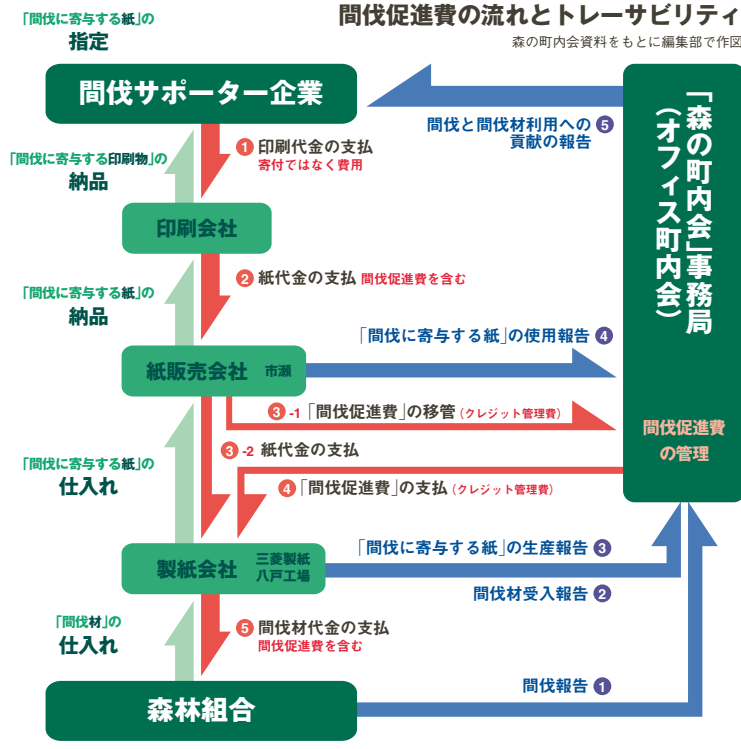 間伐促進費の流れとトレーサビリティ
森の町内会資料をもとに編集部で作図
「間伐に寄与する紙」の
指定
間伐サポーター企業
「森の町内会」事務局
（オフィス町内会）
間伐と間伐材利用への 5
貢献の報告
1 印刷代金の支払
寄付ではなく費用
「間伐に寄与する印刷物」の
納品
印刷会社
2 紙代金の支払 間伐促進費を含む
「間伐に寄与する紙」の
納品
「間伐に寄与する紙」の使用報告 4
紙販売会社 市瀬
3 -1「間伐促進費」の移管（クレジット管理費）
間伐促進費
の管理
3 -2 紙代金の支払
「間伐に寄与する紙」の
仕入れ
4「間伐促進費」の支払（クレジット管理費）
「間伐に寄与する紙」の生産報告 3
製紙会社 三菱製紙
八戸工場
間伐材受入報告 2
「間伐材」の
仕入れ
5 間伐材代金の支払
間伐促進費を含む
間伐報告 1
森林組合